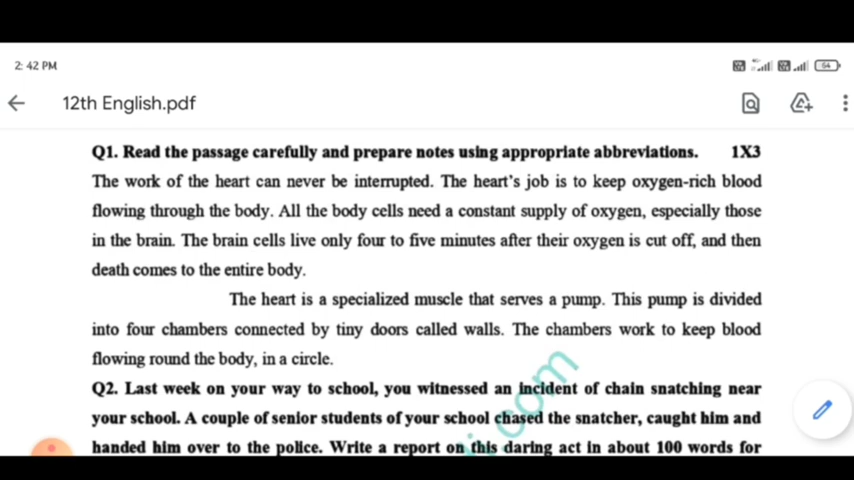 2: 42 PM
64
12th English.pdf
Q1. Read the passage carefully and prepare notes using appropriate abbreviations. 1X3
The work of the heart can never be interrupted. The heart's job is to keep oxygen-rich blood
flowing through the body. All the body cells need a constant supply of oxygen, especially those
in the brain. The brain cells live only four to five minutes after their oxygen is cut off, and then
death comes to the entire body.
The heart is a specialized muscle that serves a pump. This pump is divided
into four chambers connected by tiny doors called walls. The chambers work to keep blood
flowing round the body, in a circle.
Q2. Last week on your way to school, you witnessed an incident of chain snatching near
your school. A couple of senior students of your school chased the snatcher, caught him and
handed him over to the police. Write a report on this daring act in about 100 words for